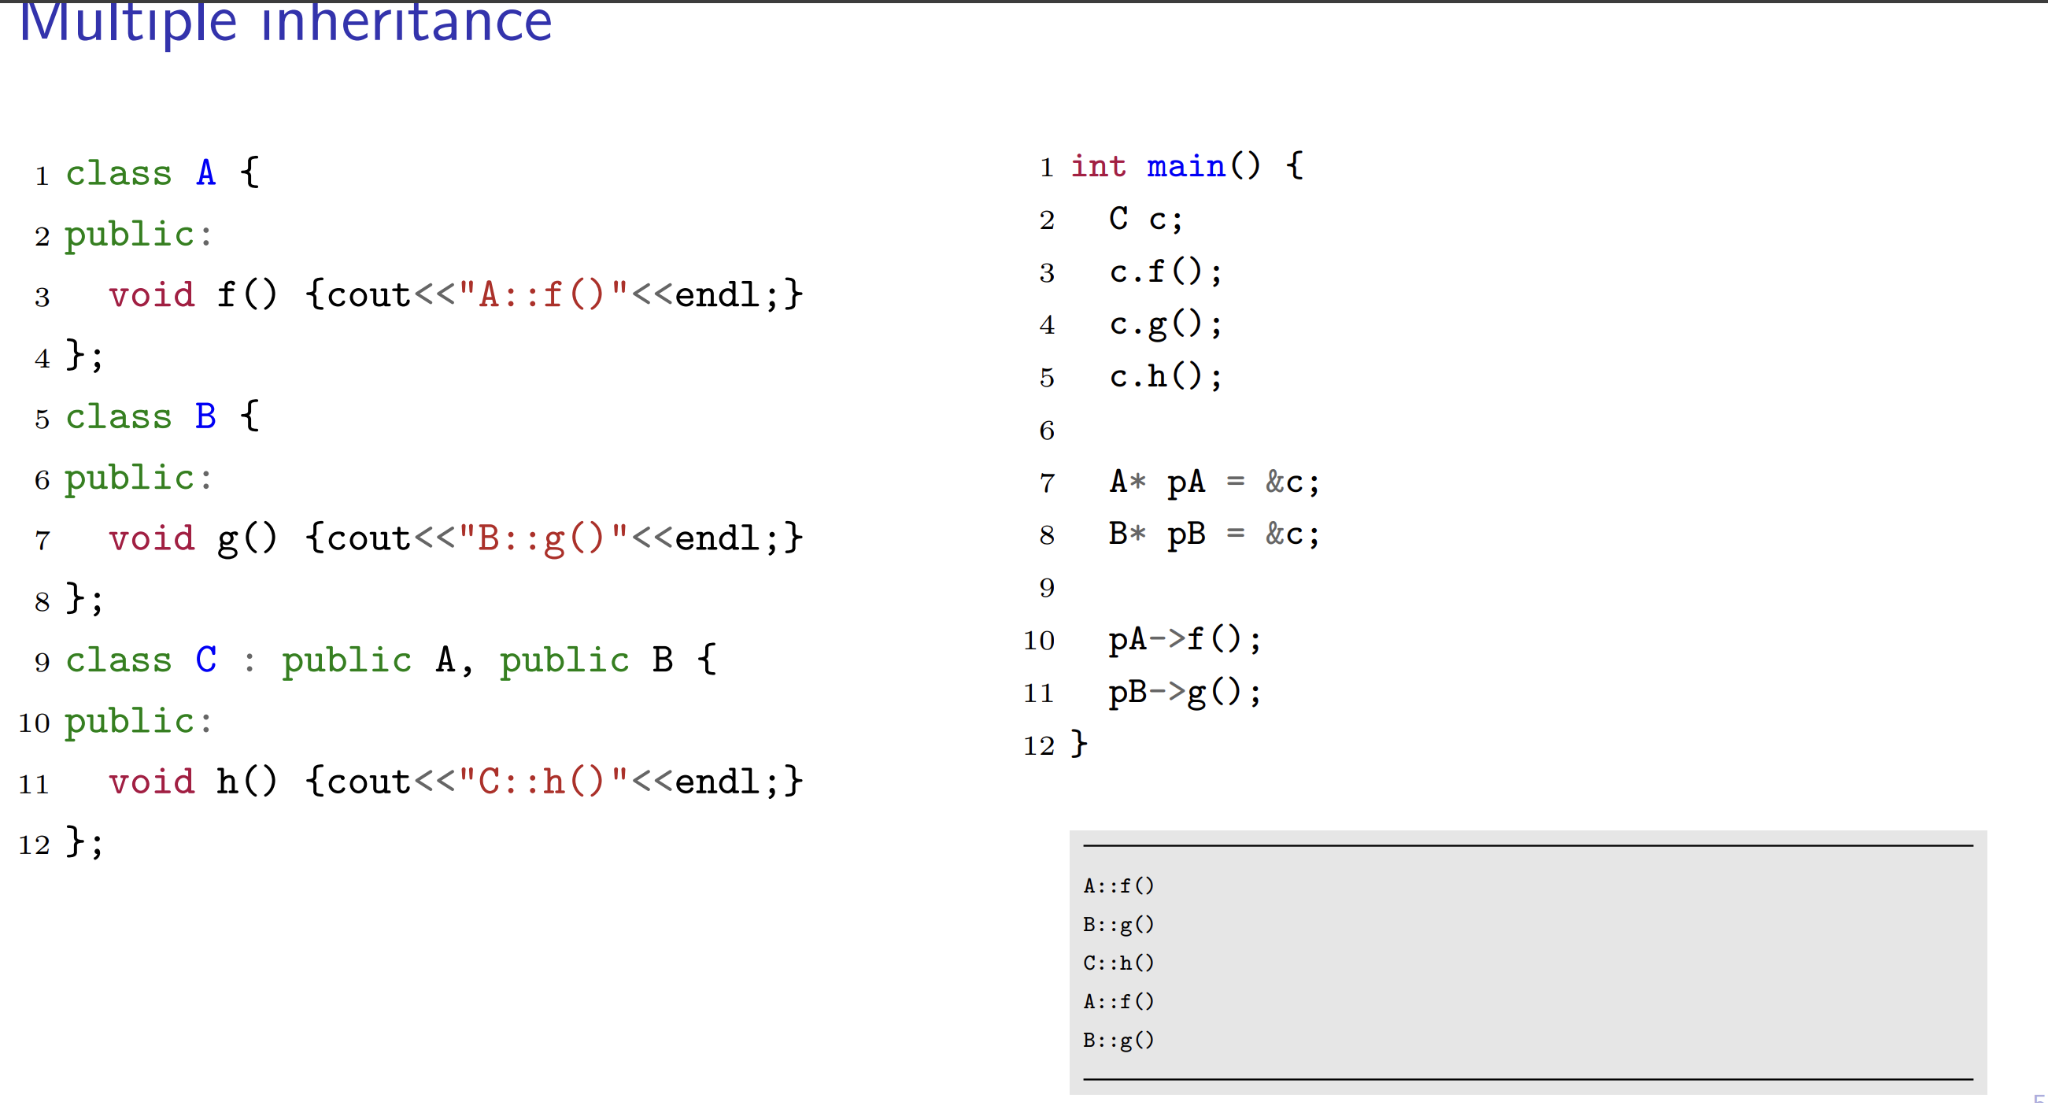 Multiple inheritance
1 class A {
2 public:
3   void f() {cout<<"A::f()"<<endl;}
4 };
5 class B {
6 public:
7   void g() {cout<<"B::g()"<<endl;}
8 };
9 class C : public A, public B {
10 public:
11   void h() {cout<<"C::h()"<<endl;}
12 };
1 int main() {
2   C c;
3   c.f();
4   c.g();
5   c.h();
6
7   A* pA = &c;
8   B* pB = &c;
9
10   pA->f();
11   pB->g();
12 }
A::f()
B::g()
C::h()
A::f()
B::g()